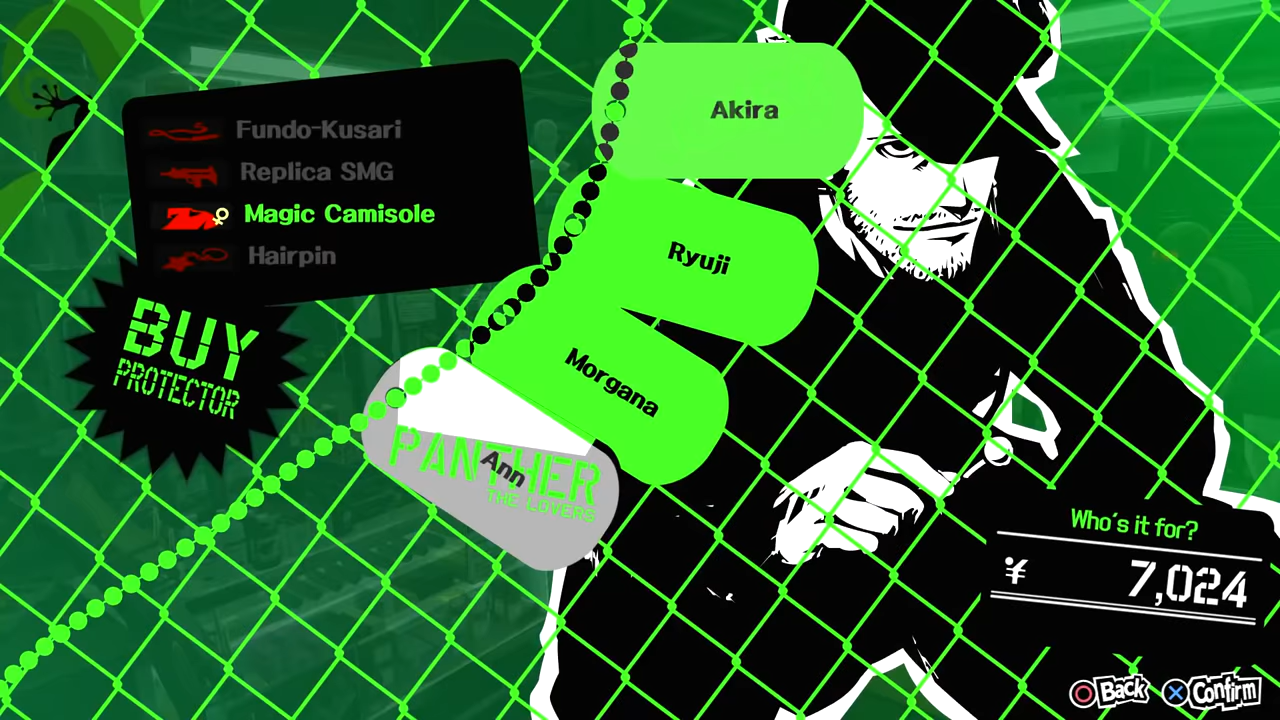 Fundo-Kusari
Replica SMG
Magic Camisole
Hairpin
BUY
PROTECTOR
Akira
Ryuji
Morgana
Ann
PANTHER
THE LOVERS
Who's it for?
¥ 7,024
Back
Confirm